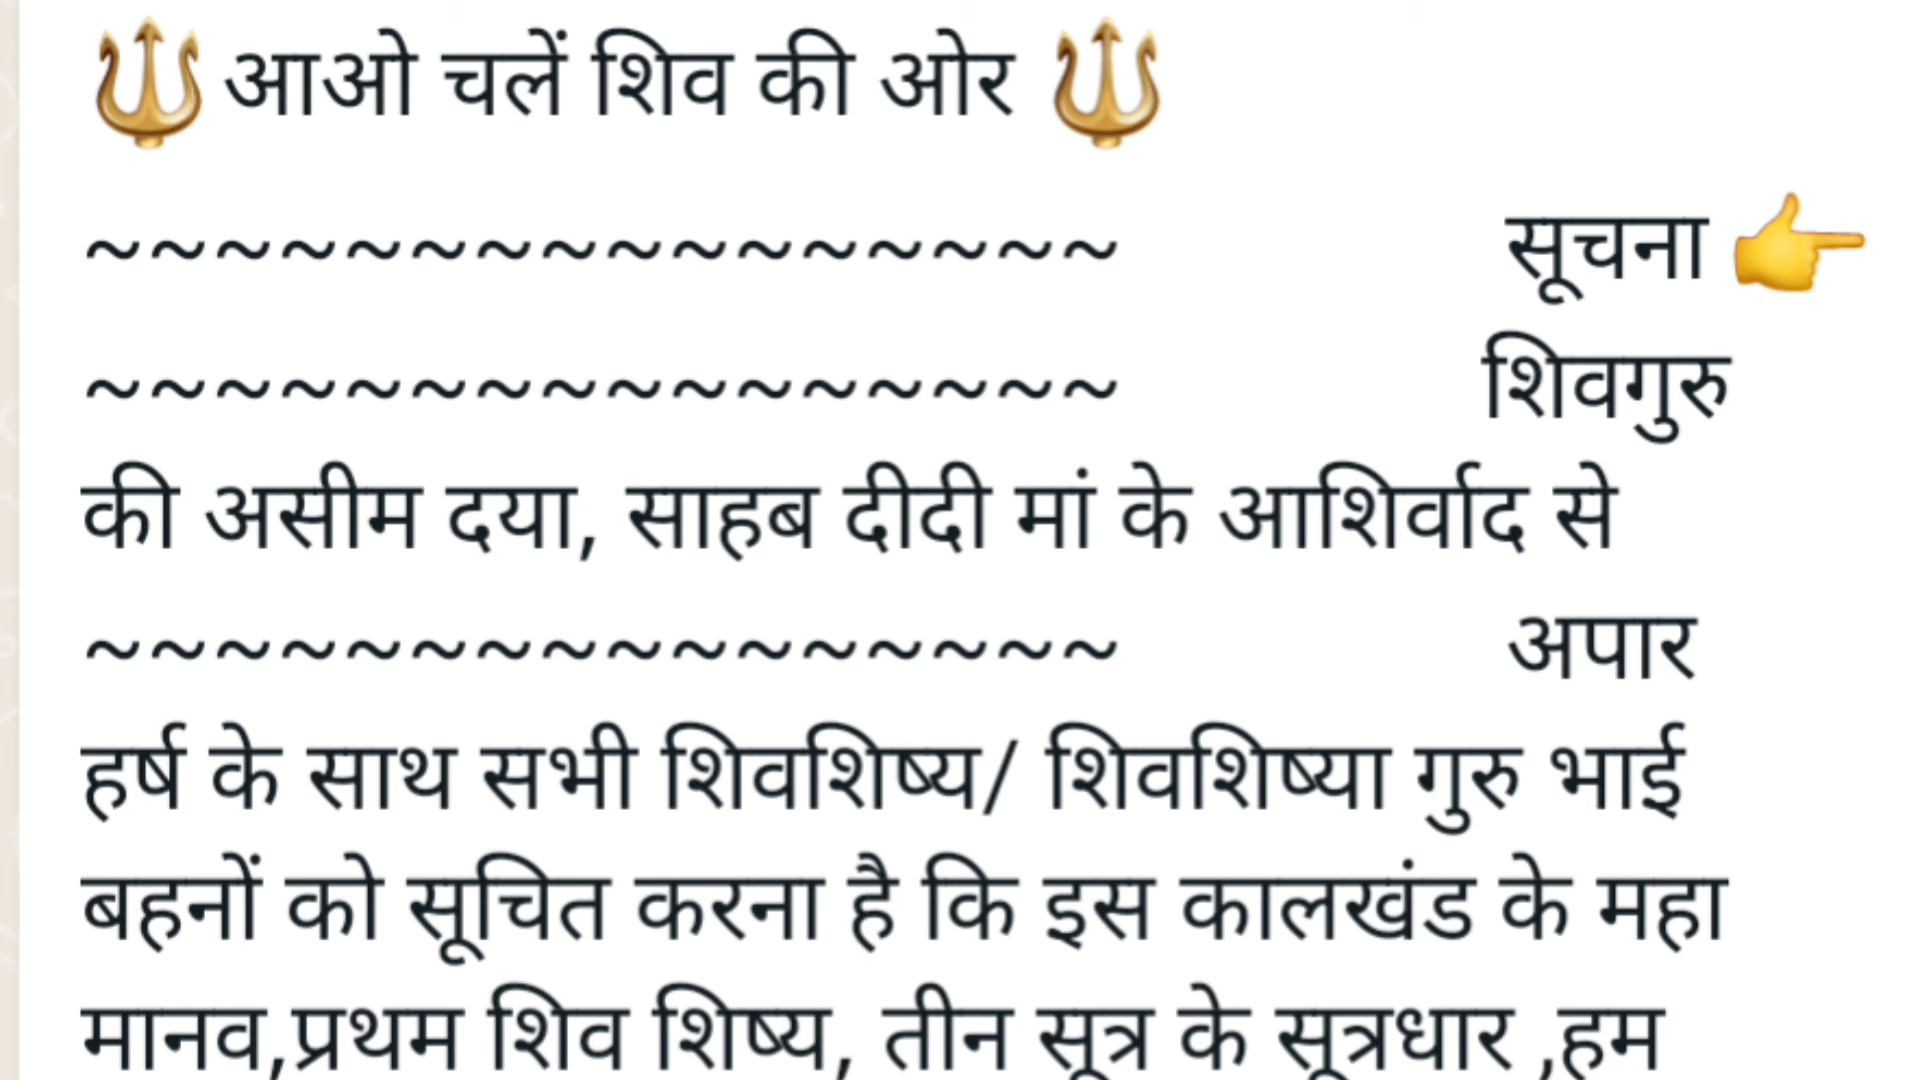 🔱 आओ चलें शिव की ओर 🔱
~~~~~~~~~~~~~~~~ सूचना 👉
~~~~~~~~~~~~~~~~ शिवगुरु
की असीम दया, साहब दीदी मां के आशिर्वाद से
~~~~~~~~~~~~~~~~ अपार
हर्ष के साथ सभी शिवशिष्य/ शिवशिष्या गुरु भाई
बहनों को सूचित करना है कि इस कालखंड के महा
मानव,प्रथम शिव शिष्य, तीन सूत्र के सूत्रधार ,हम